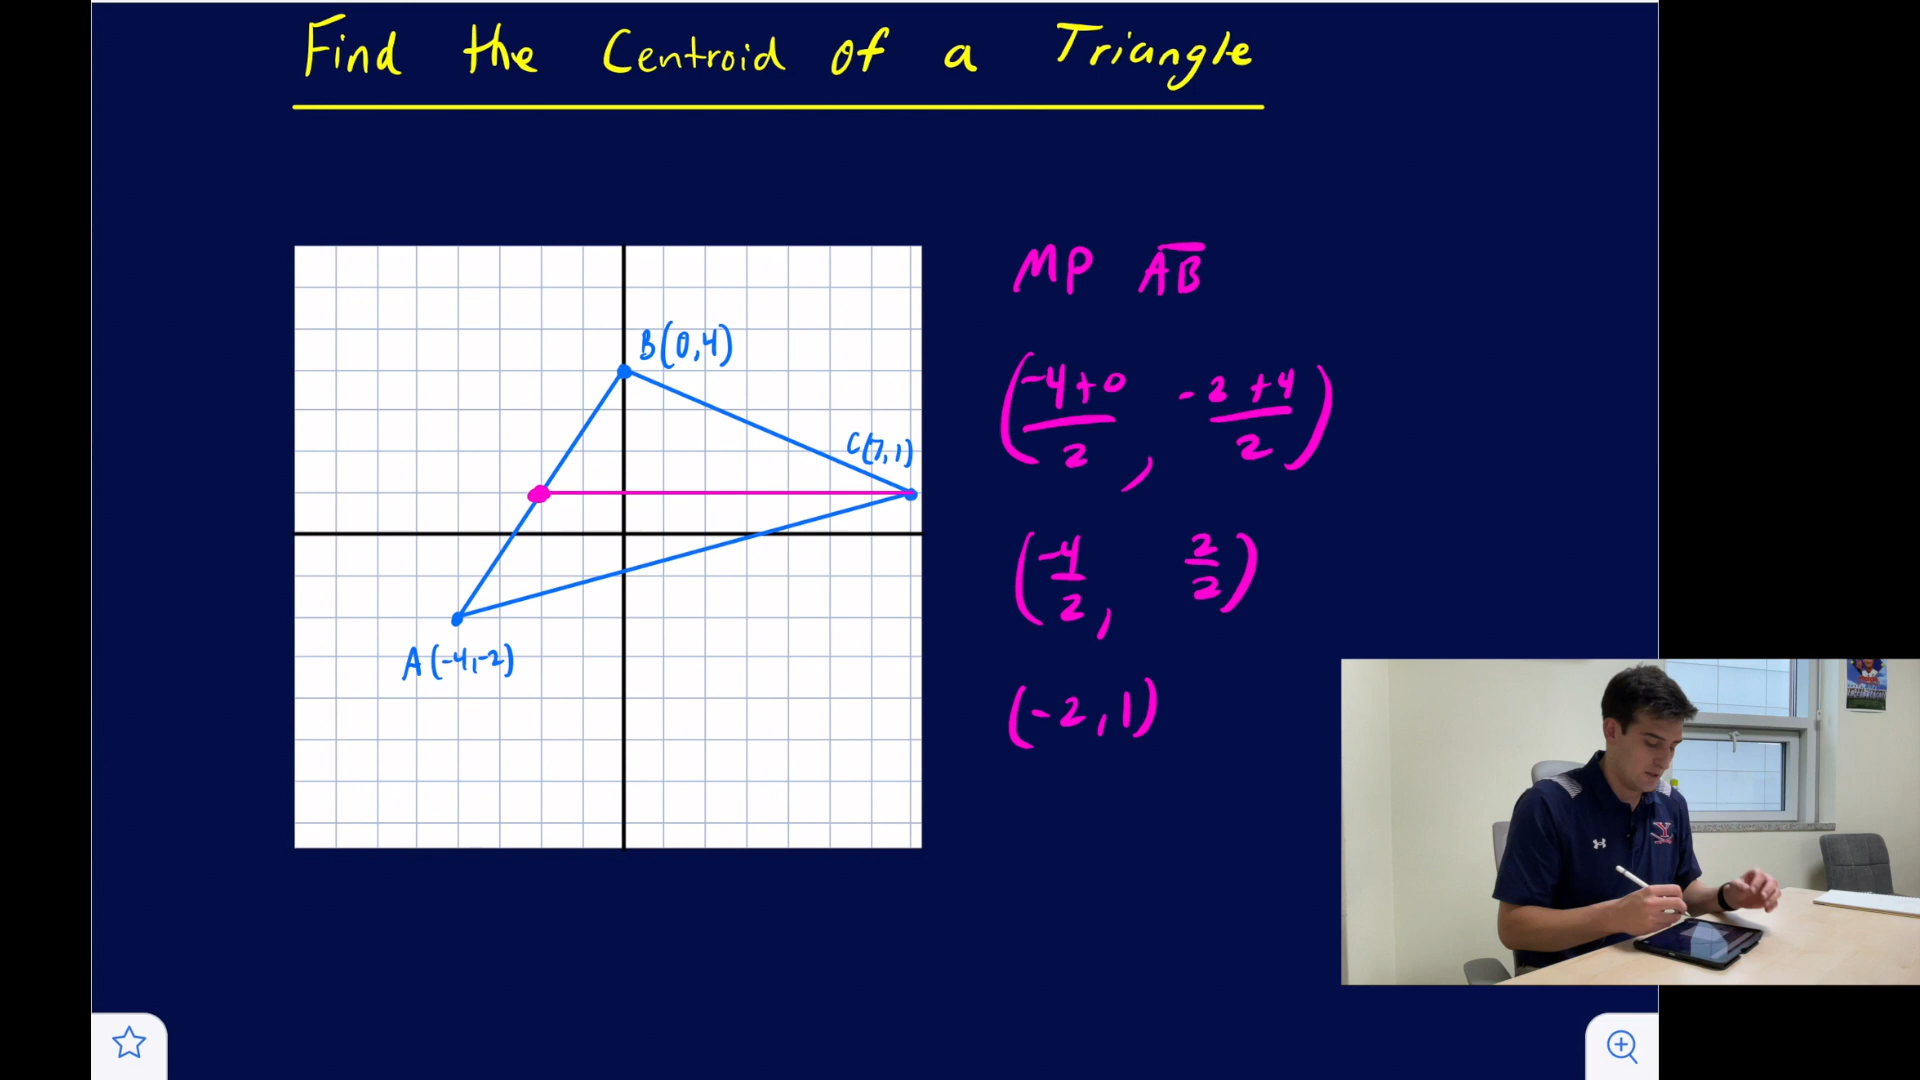 Find the Centroid of a Triangle
B(0,4)
C(7,1)
A(-4,-2)
MP AB
(-4+0/2, -2+4/2)
(-4/2, 2/2)
(-2,1)
Y